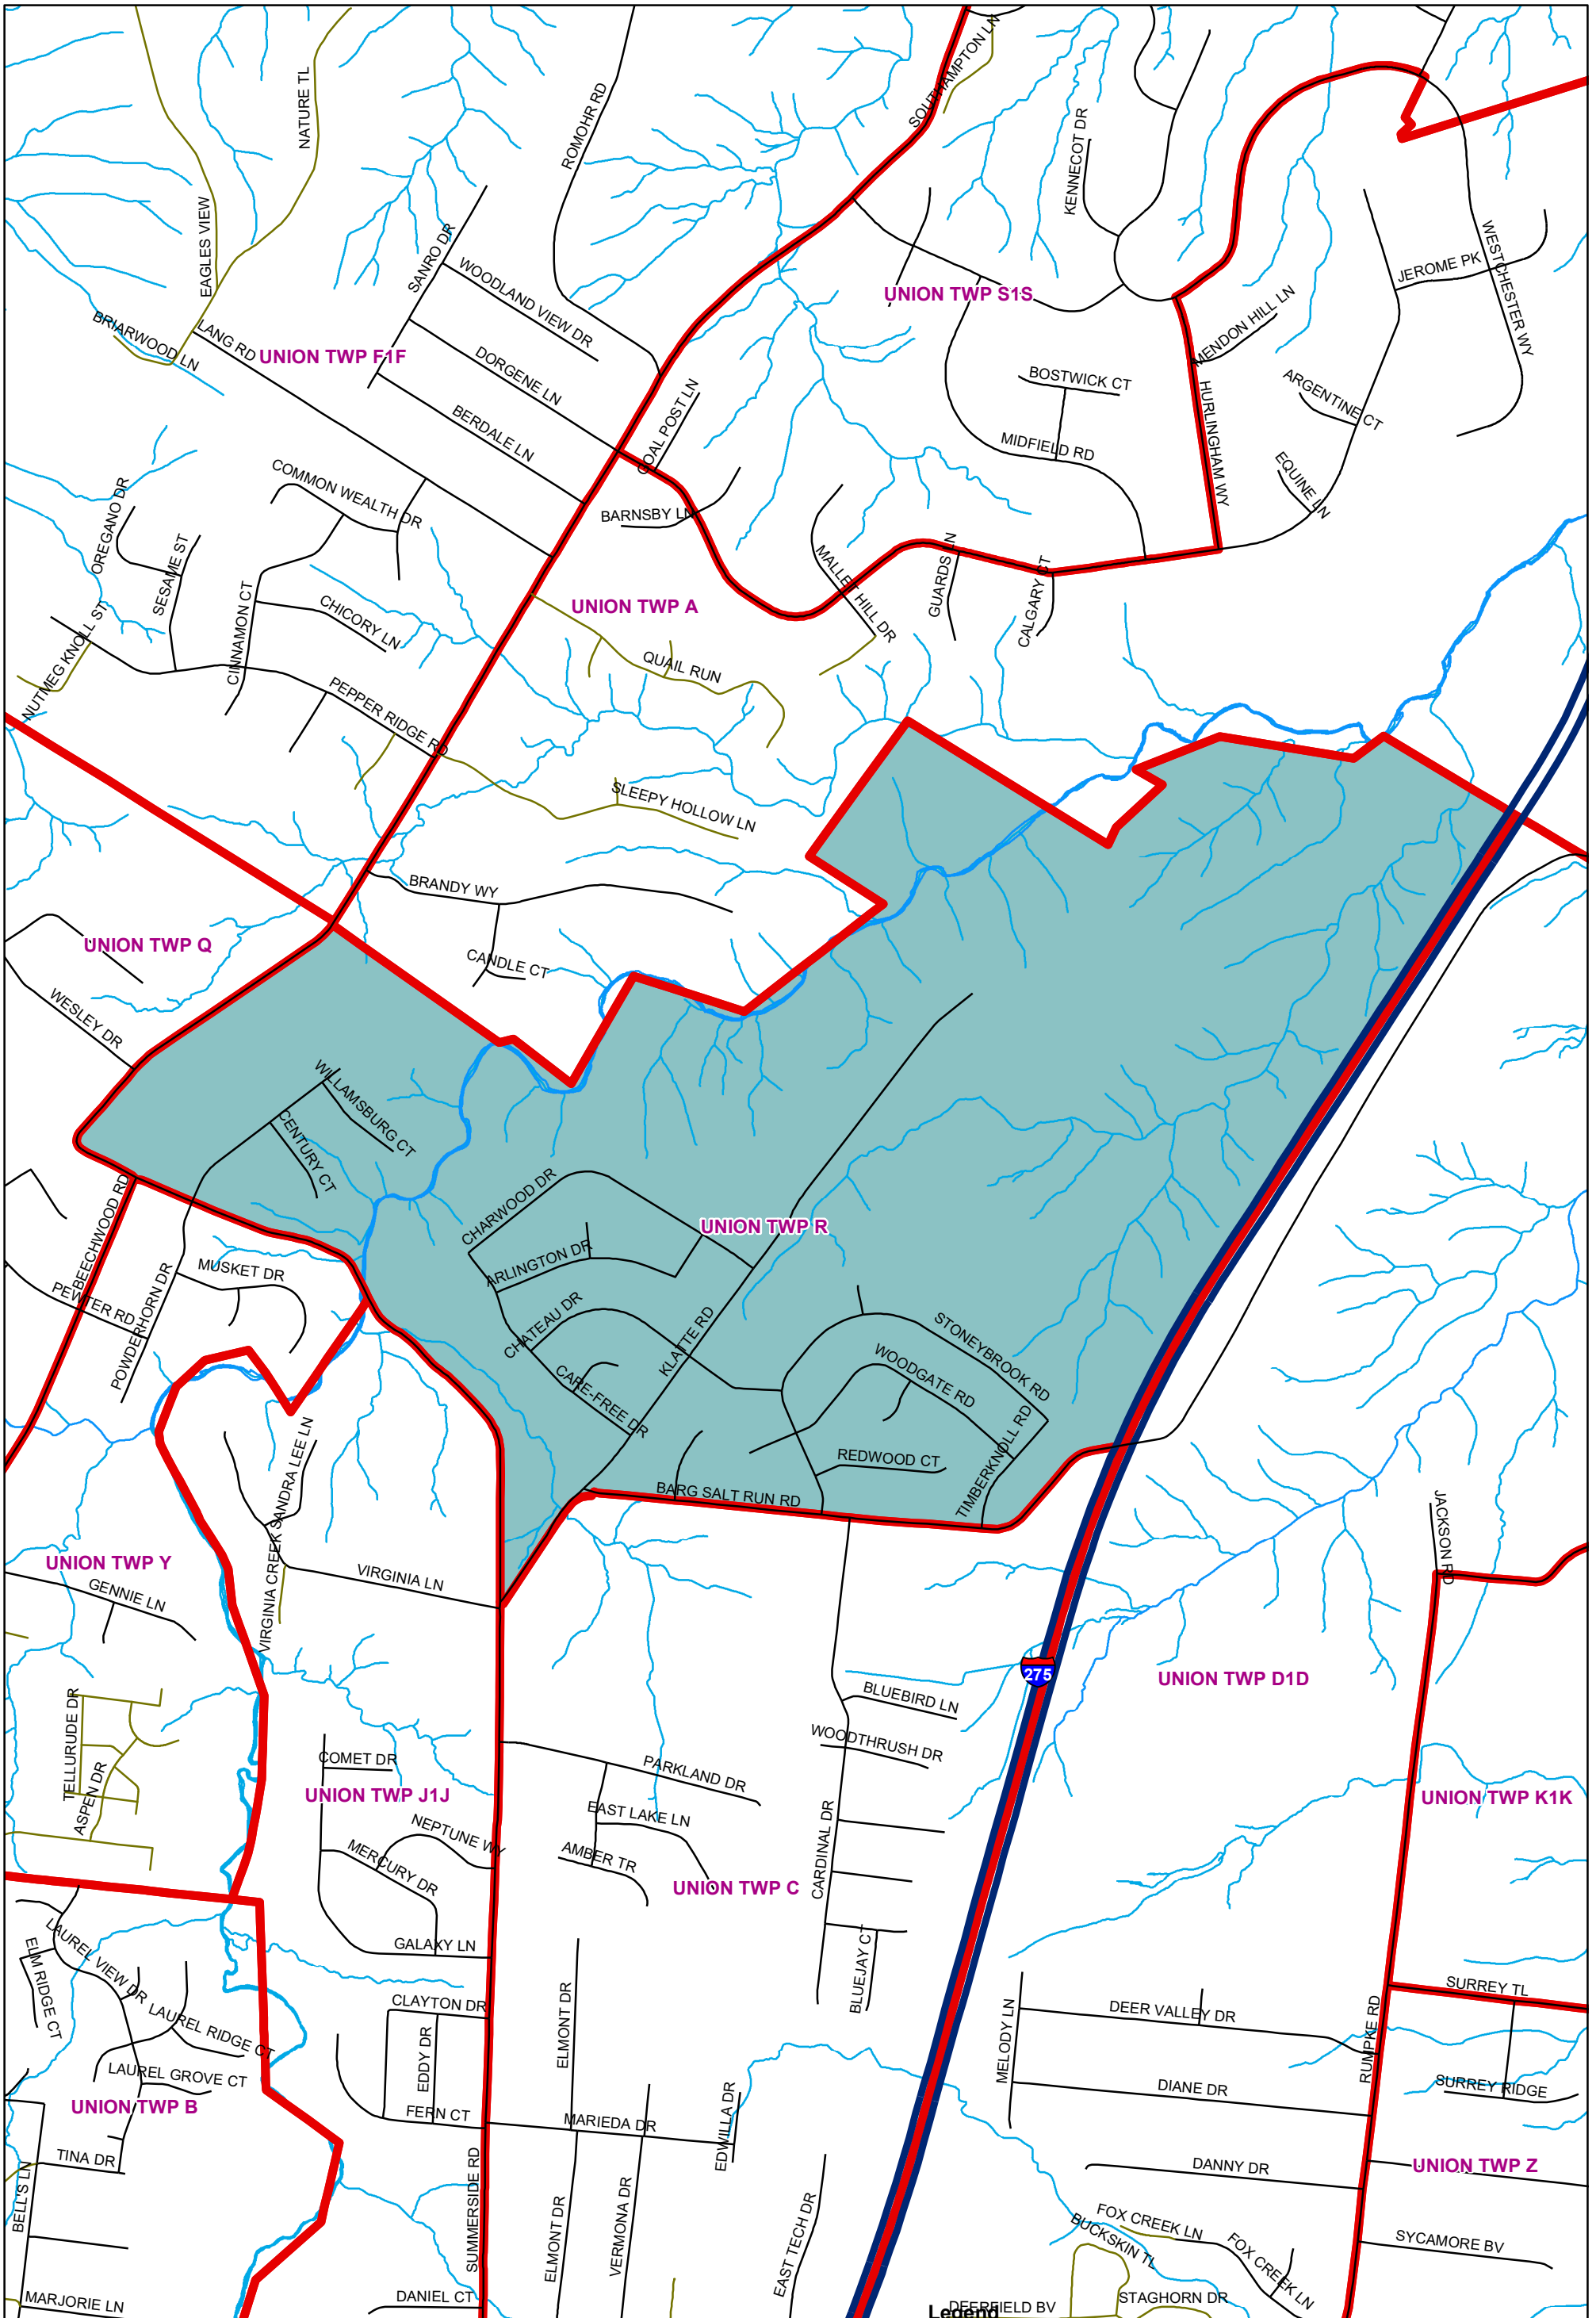 SOUTHAMPTON LN
NATURE TL
ROMOHR RD
KENNECOT DR
EAGLES VIEW
SANRO DR
WOODLAND VIEW DR
WESTCHESTER WY
JEROME PK
UNION TWP S1S
MENDON HILL LN
BRIARWOOD LN
LANG RD
UNION TWP F1F
DORGENE LN
BOSTWICK CT
ARGENTINE CT
HURLINGHAM WY
BERDALE LN
GOAL POST LN
MIDFIELD RD
EQUINE LN
COMMON WEALTH DR
OREGANO DR
BARNSBY LN
SESAME ST
MALLET HILL DR
GUARDS LN
CALGARY CT
CINNAMON CT
CHICORY LN
UNION TWP A
NUTMEG KNOLL ST
QUAIL RUN
PEPPER RIDGE RD
SLEEPY HOLLOW LN
BRANDY WY
UNION TWP Q
CANDLE CT
WESLEY DR
WILLAMSBURG CT
CENTURY CT
BEECHWOOD RD
CHARWOOD DR
UNION TWP R
ARLINGTON DR
MUSKET DR
PEWTER RD
POWDERHORN DR
CHATEAU DR
KLATTE RD
STONEYBROOK RD
WOODGATE RD
CARE-FREE DR
TIMBERKNOLL RD
REDWOOD CT
BARG SALT RUN RD
SANDRA LEE LN
VIRGINIA CREEK
JACKSON RD
UNION TWP Y
VIRGINIA LN
GENNIE LN
275
UNION TWP D1D
TELLURUDE DR
BLUEBIRD LN
WOODTHRUSH DR
COMET DR
PARKLAND DR
ASPEN DR
UNION TWP J1J
UNION TWP K1K
EAST LAKE LN
NEPTUNE WY
CARDINAL DR
MERCURY DR
AMBER TR
UNION TWP C
LAUREL VIEW DR
ELM RIDGE CT
GALAXY LN
BLUEJAY CT
SURREY TL
ELMONT DR
CLAYTON DR
DEER VALLEY DR
MELODY LN
RUMPKE RD
LAUREL RIDGE CT
EDDY DR
LAUREL GROVE CT
DIANE DR
SURREY RIDGE
UNION TWP B
FERN CT
MARIEDA DR
EDWILLA DR
TINA DR
BELL'S LN
SUMMERSIDE RD
DANNY DR
UNION TWP Z
ELMONT DR
VERMONA DR
EAST TECH DR
FOX CREEK LN
BUCKSKIN TL
FOX CREEK LN
SYCAMORE BV
MARJORIE LN
DANIEL CT
STAGHORN DR
DEERFIELD BV
Legend